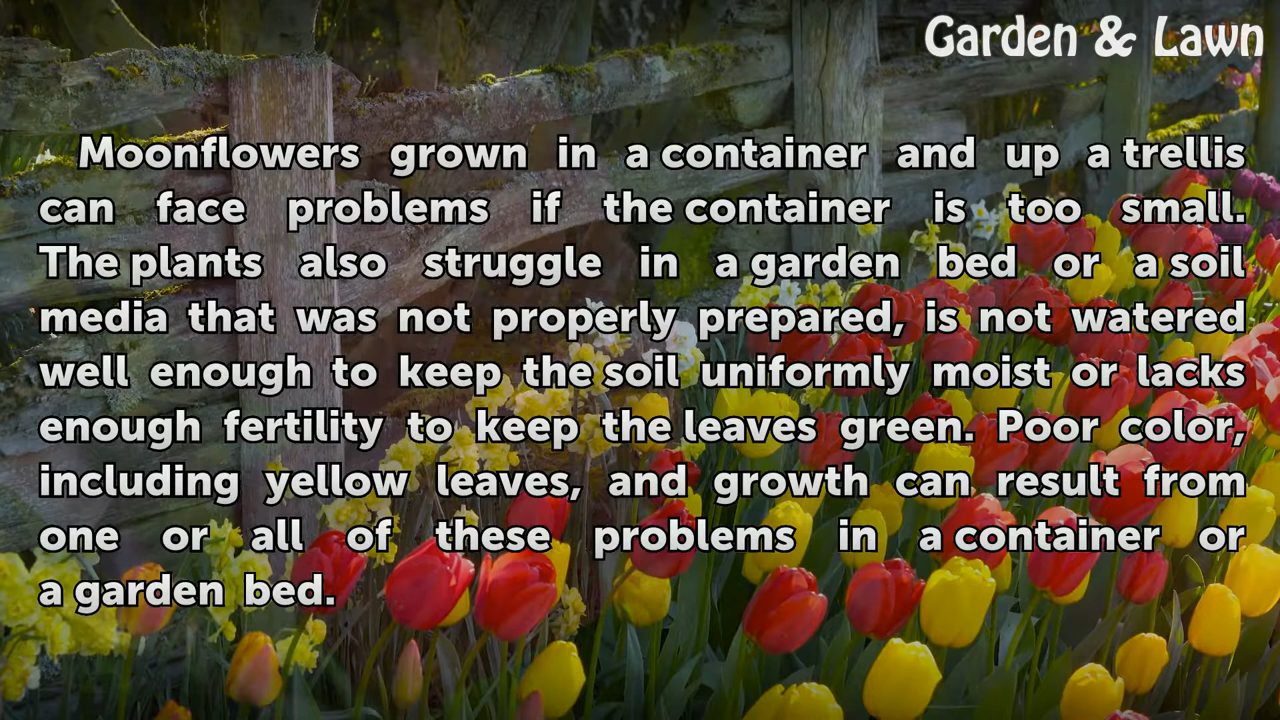 Garden & Lawn
Moonflowers grown in a container and up a trellis
can face problems if the container is too small.
The plants also struggle in a garden bed or a soil
media that was not properly prepared, is not watered
well enough to keep the soil uniformly moist or lacks
enough fertility to keep the leaves green. Poor color,
including yellow leaves, and growth can result from
one or all of these problems in a container or
a garden bed.